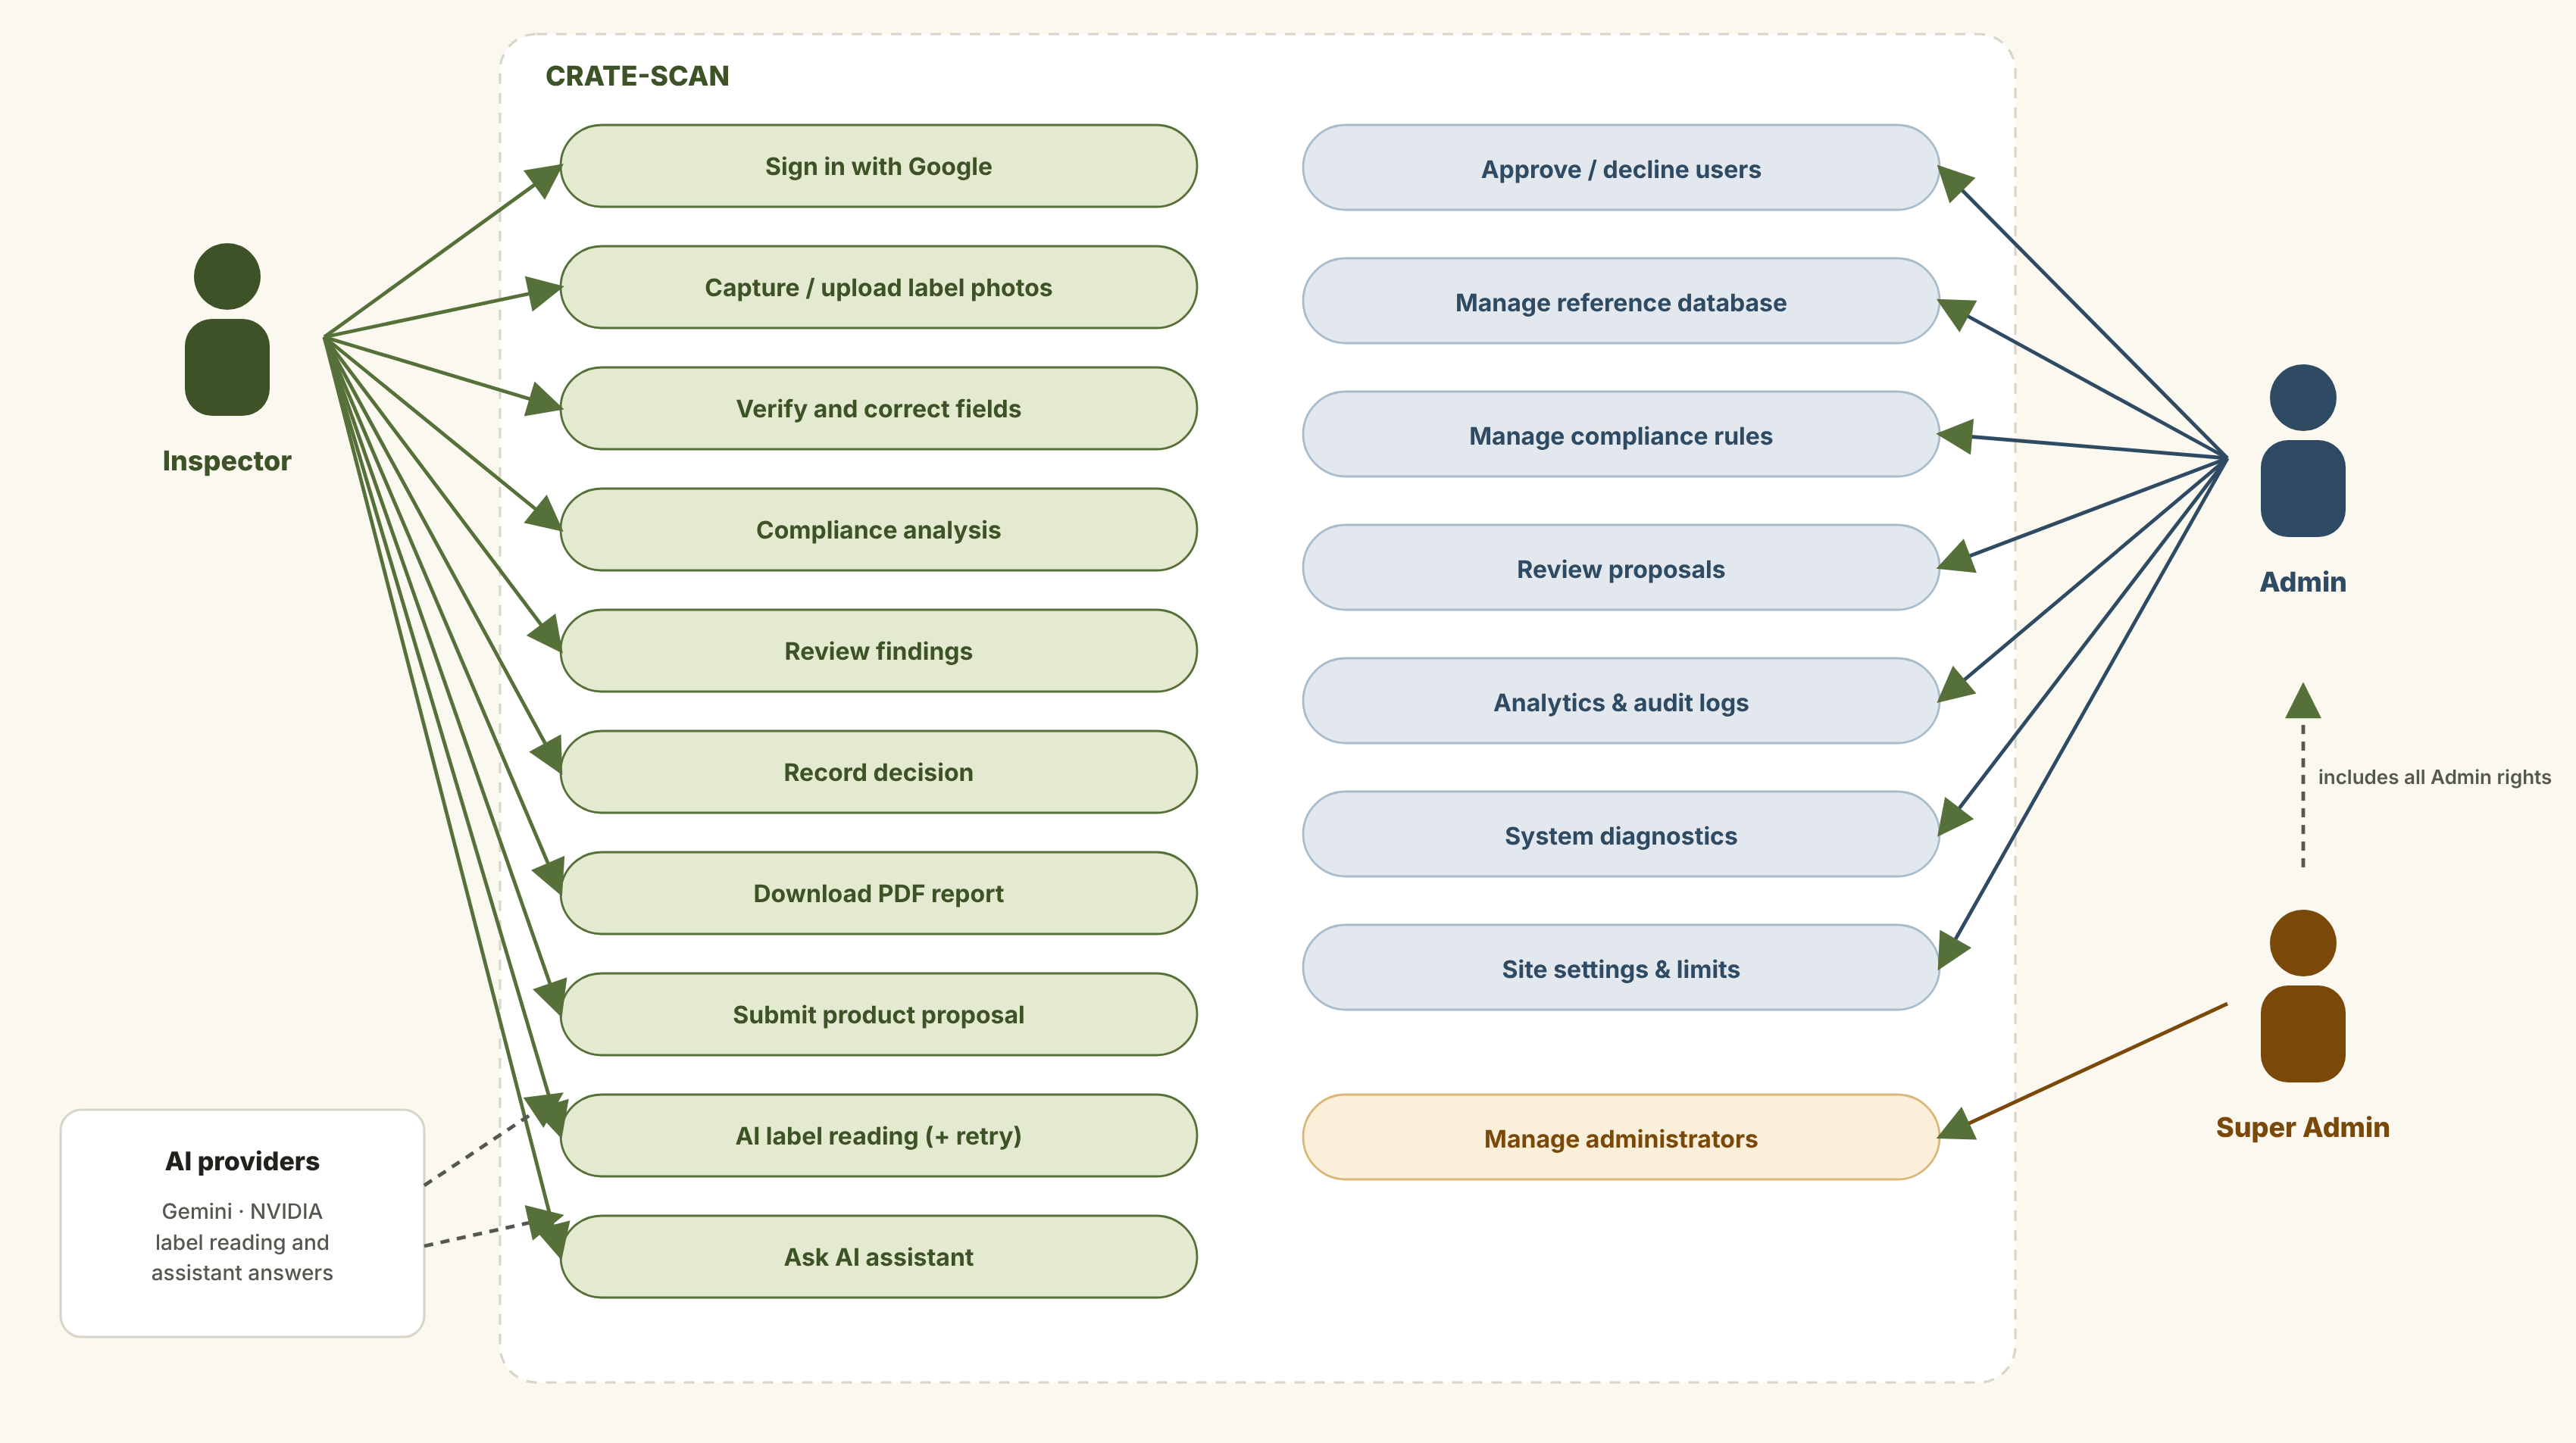 CRATE-SCAN
Sign in with Google
Capture / upload label photos
Verify and correct fields
Compliance analysis
Review findings
Record decision
Download PDF report
Submit product proposal
AI label reading (+ retry)
Ask AI assistant
Approve / decline users
Manage reference database
Manage compliance rules
Review proposals
Analytics & audit logs
System diagnostics
Site settings & limits
Manage administrators
Inspector
AI providers
Gemini · NVIDIA
label reading and
assistant answers
Admin
includes all Admin rights
Super Admin